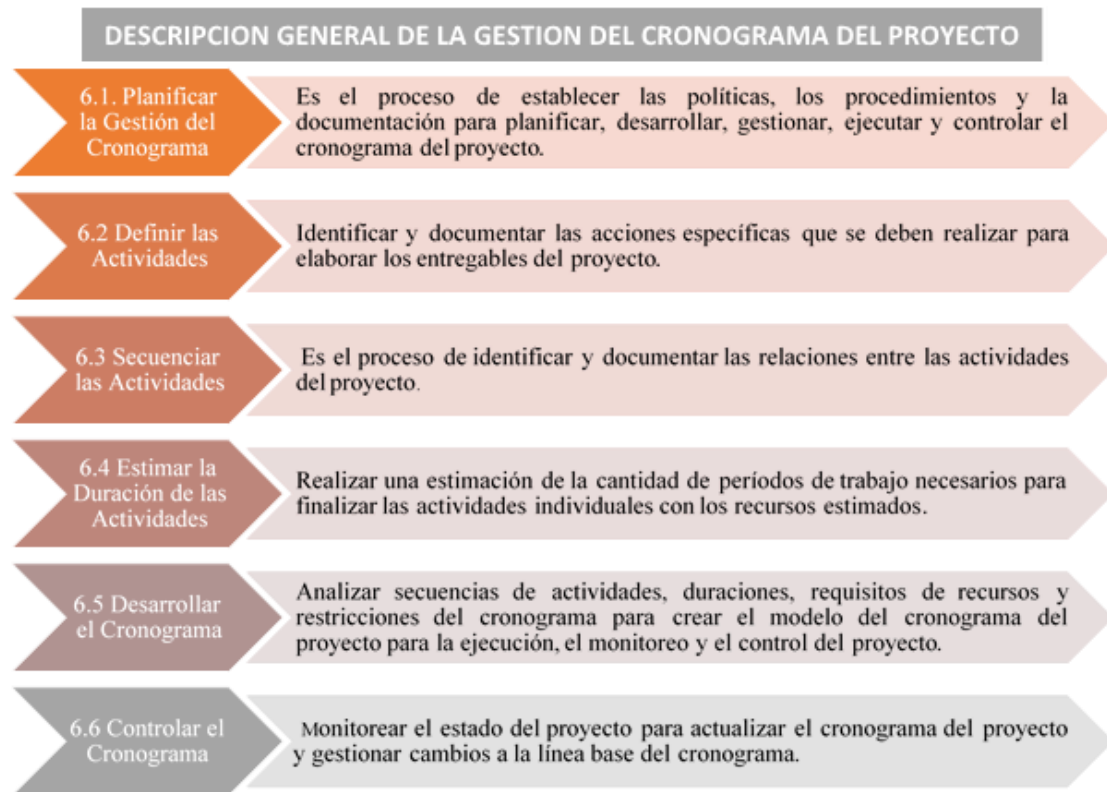 DESCRIPCION GENERAL DE LA GESTION DEL CRONOGRAMA DEL PROYECTO
6.1. Planificar
la Gestión del
Cronograma
Es el proceso de establecer las políticas, los procedimientos y la
documentación para planificar, desarrollar, gestionar, ejecutar y controlar el
cronograma del proyecto.
6.2 Definir las
Actividades
Identificar y documentar las acciones específicas que se deben realizar para
elaborar los entregables del proyecto.
6.3 Secuenciar
las Actividades
Es el proceso de identificar y documentar las relaciones entre las actividades
del proyecto.
6.4 Estimar la
Duración de las
Actividades
Realizar una estimación de la cantidad de períodos de trabajo necesarios para
finalizar las actividades individuales con los recursos estimados.
6.5 Desarrollar
el Cronograma
Analizar secuencias de actividades, duraciones, requisitos de recursos y
restricciones del cronograma para crear el modelo del cronograma del
proyecto para la ejecución, el monitoreo y el control del proyecto.
6.6 Controlar el
Cronograma
Monitorear el estado del proyecto para actualizar el cronograma del proyecto
y gestionar cambios a la línea base del cronograma.